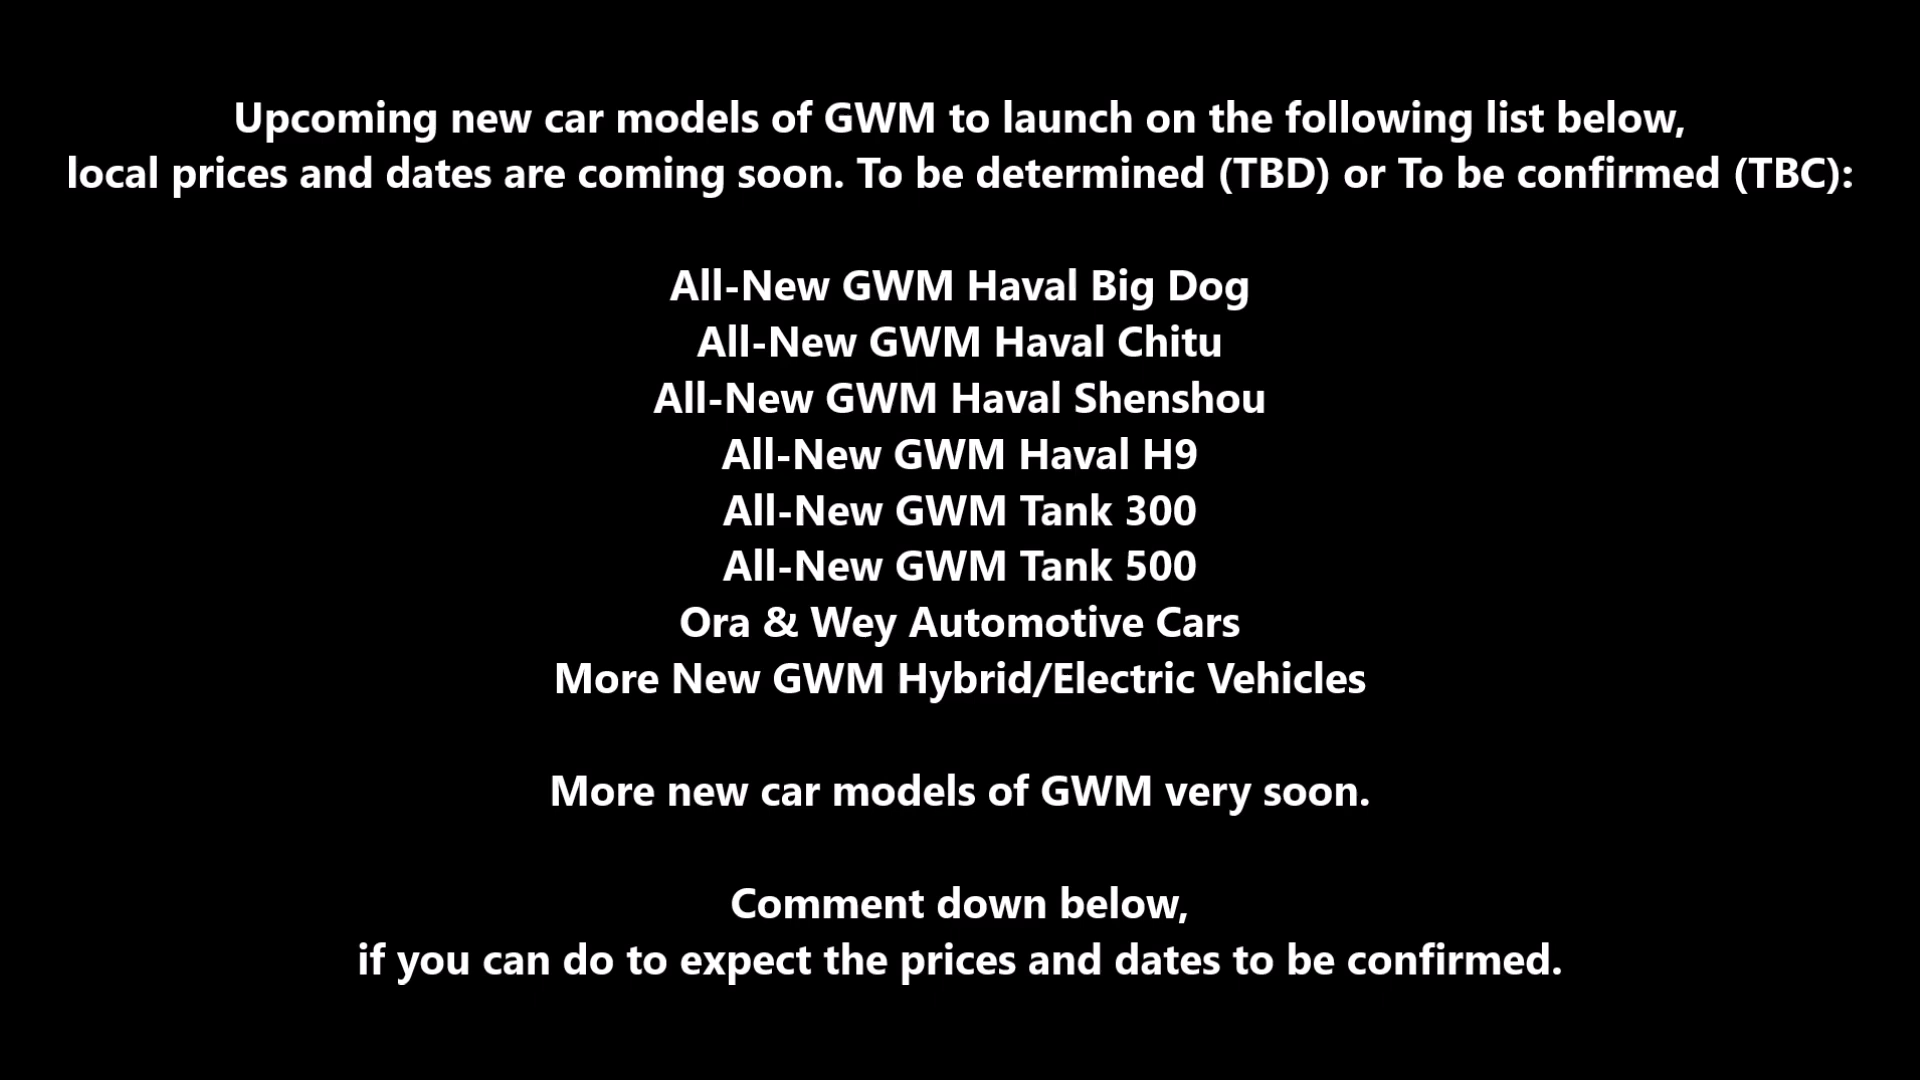 Upcoming new car models of GWM to launch on the following list below,
local prices and dates are coming soon. To be determined (TBD) or To be confirmed (TBC):
All-New GWM Haval Big Dog
All-New GWM Haval Chitu
All-New GWM Haval Shenshou
All-New GWM Haval H9
All-New GWM Tank 300
All-New GWM Tank 500
Ora & Wey Automotive Cars
More New GWM Hybrid/Electric Vehicles
More new car models of GWM very soon.
Comment down below,
if you can do to expect the prices and dates to be confirmed.